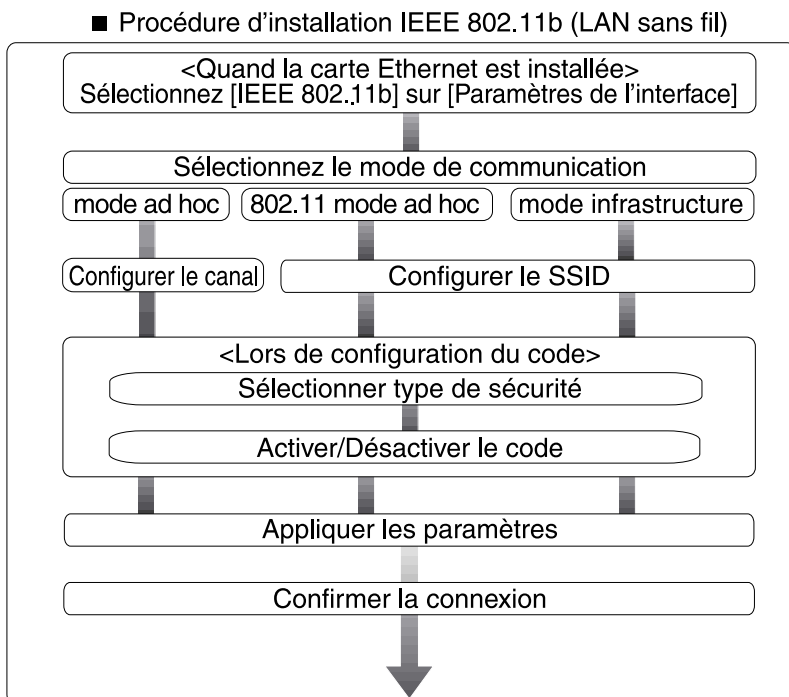 ■ Procédure d'installation IEEE 802.11b (LAN sans fil)
<Quand la carte Ethernet est installée>
Sélectionnez [IEEE 802.11b] sur [Paramètres de l'interface]
Sélectionnez le mode de communication
mode ad hoc
802.11 mode ad hoc
mode infrastructure
Configurer le canal
Configurer le SSID
<Lors de configuration du code>
Sélectionner type de sécurité
Activer/Désactiver le code
Appliquer les paramètres
Confirmer la connexion